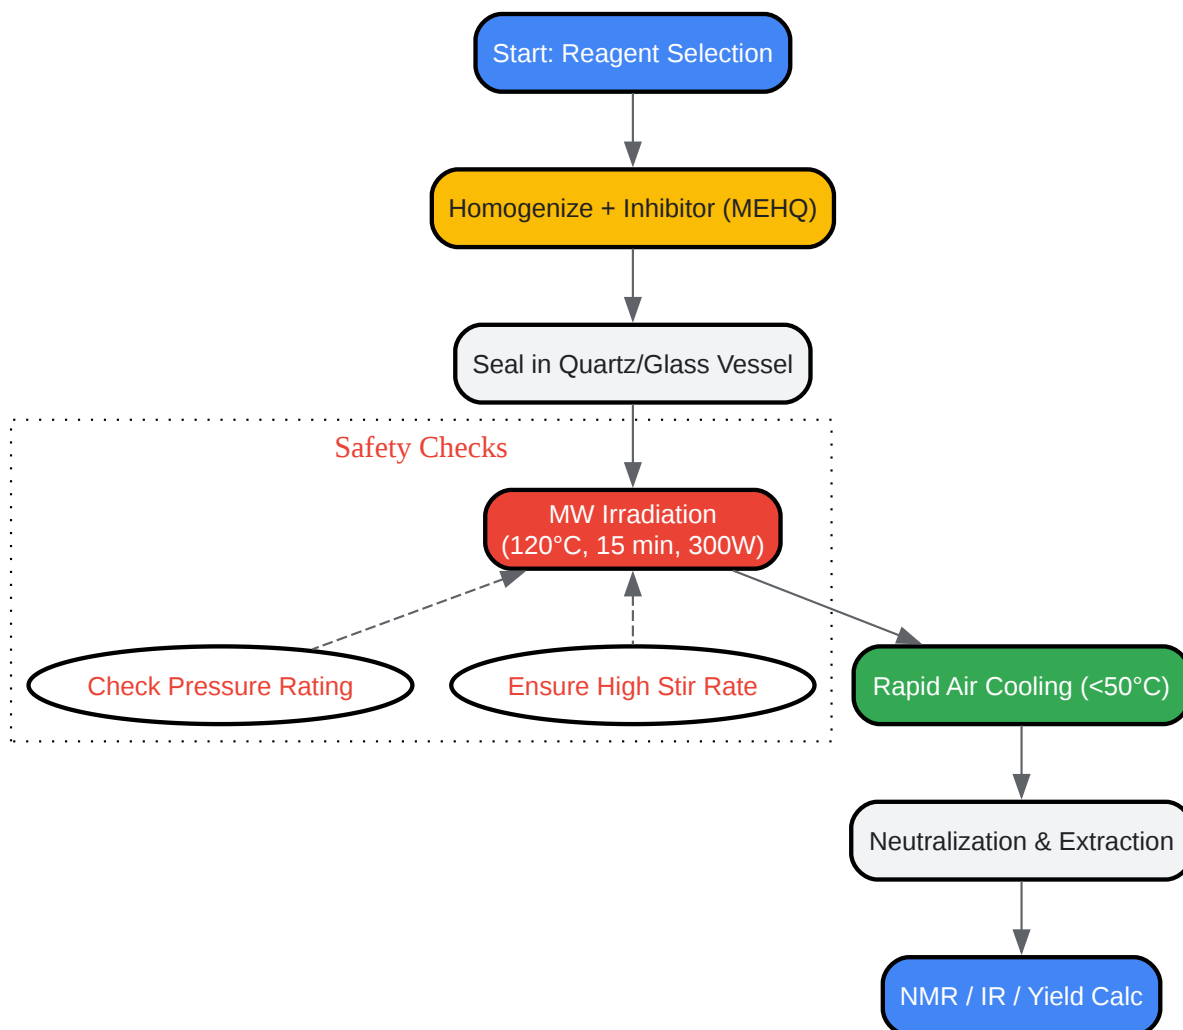 Start: Reagent Selection
Homogenize + Inhibitor (MEHQ)
Seal in Quartz/Glass Vessel
Safety Checks
MW Irradiation
(120°C, 15 min, 300W)
Check Pressure Rating
Ensure High Stir Rate
Rapid Air Cooling (<50°C)
Neutralization & Extraction
NMR / IR / Yield Calc